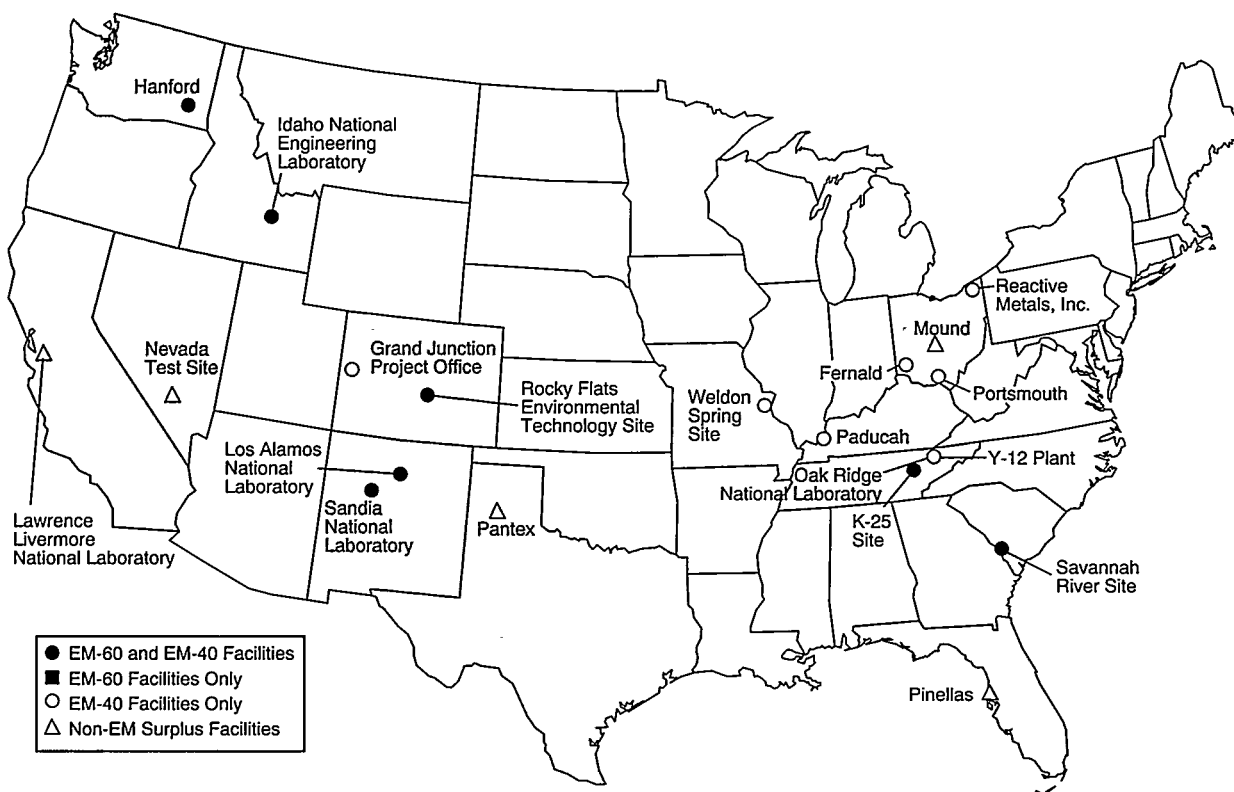 Hanford
Idaho National
Engineering
Laboratory
Reactive
Metals, Inc.
Mound
Nevada
Test Site
Grand Junction
Project Office
Fernald
Portsmouth
Rocky Flats
Environmental
Technology Site
Weldon
Spring
Site
Paducah
Los Alamos
National
Laboratory
Y-12 Plant
Oak Ridge
National Laboratory
Sandia
National
Laboratory
Pantex
K-25
Site
Lawrence
Livermore
National Laboratory
Savannah
River Site
EM-60 and EM-40 Facilities
EM-60 Facilities Only
EM-40 Facilities Only
Non-EM Surplus Facilities
Pinellas